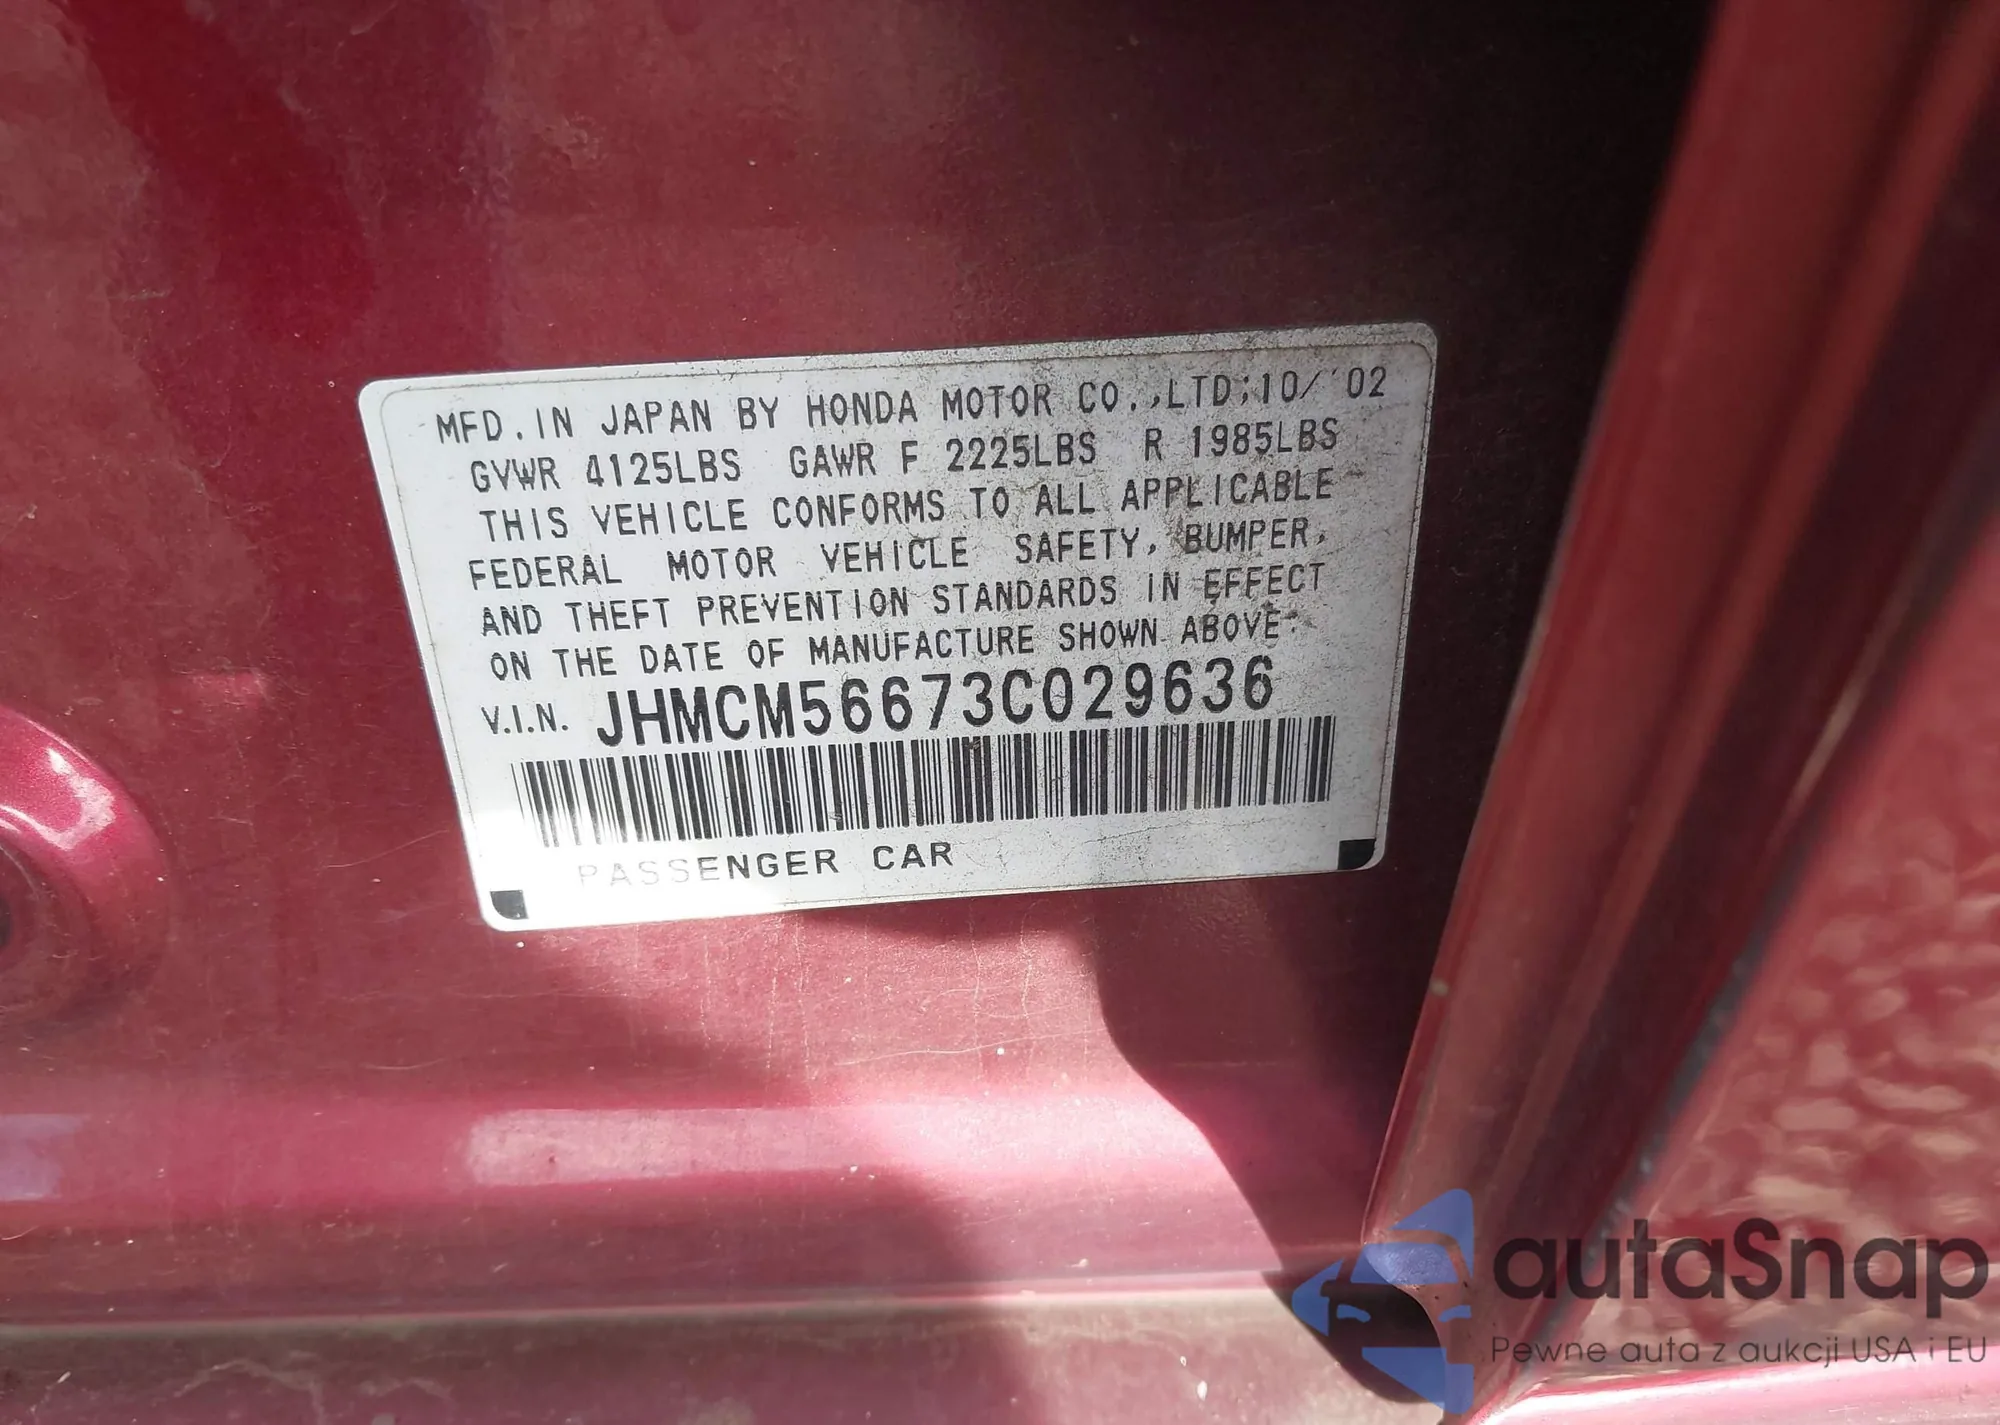 MFD. IN JAPAN BY HONDA MOTOR CO.,LTD;10/'02
GVWR 4125LBS GAWR F 2225LBS R 1985LBS
THIS VEHICLE CONFORMS TO ALL APPLICABLE
FEDERAL MOTOR VEHICLE SAFETY, BUMPER,
AND THEFT PREVENTION STANDARDS IN EFFECT
ON THE DATE OF MANUFACTURE SHOWN ABOVE.
V.I.N. JHMCM56673C029636
PASSENGER CAR
autaSnap
Pewne auta z aukcji USA i EU